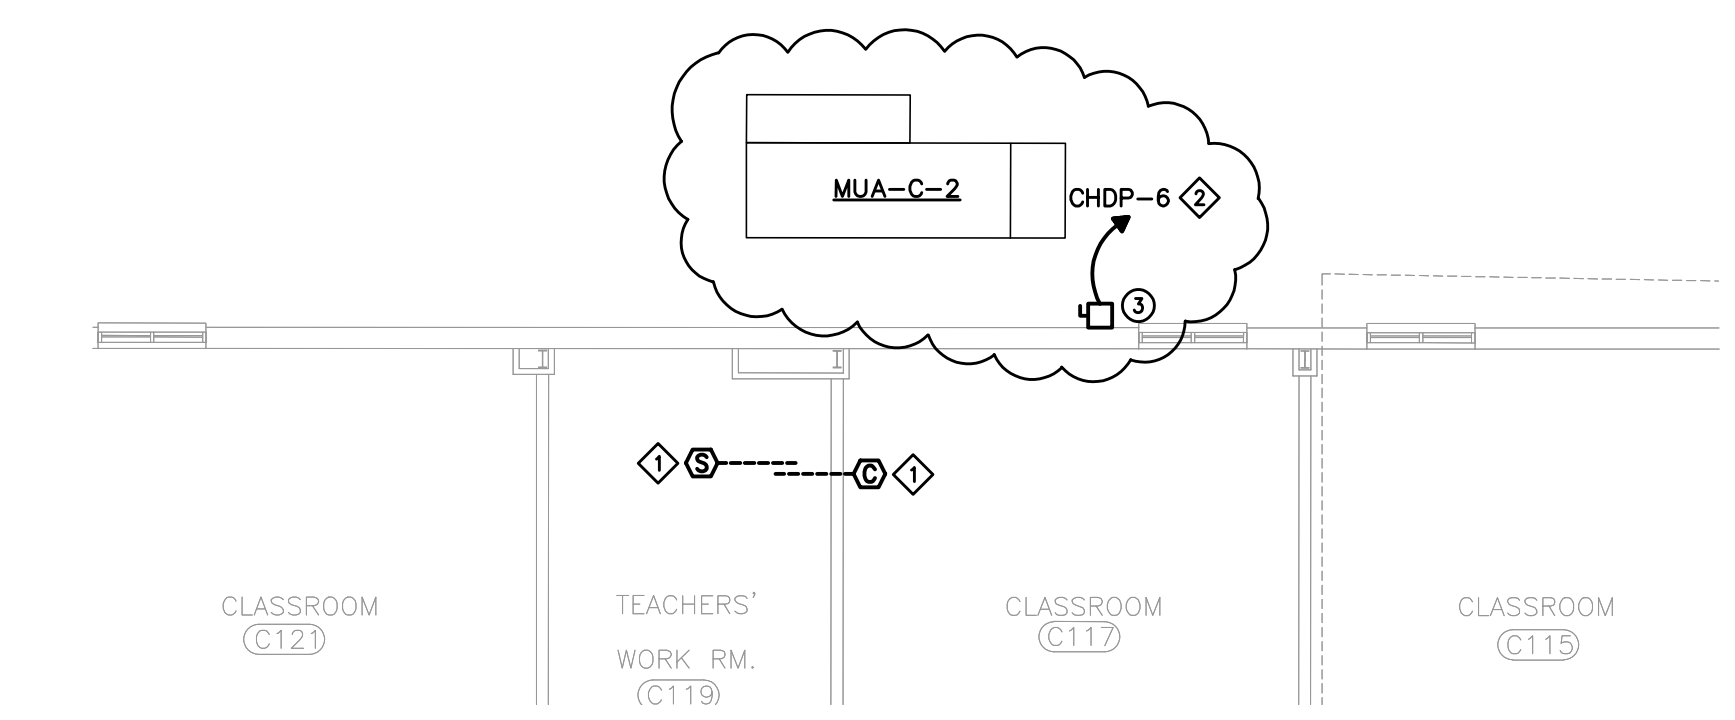 MUA-C-2
CHDP-6 2
3
1 S
C 1
CLASSROOM
C121
TEACHERS'
WORK RM.
C119
CLASSROOM
C117
CLASSROOM
C115